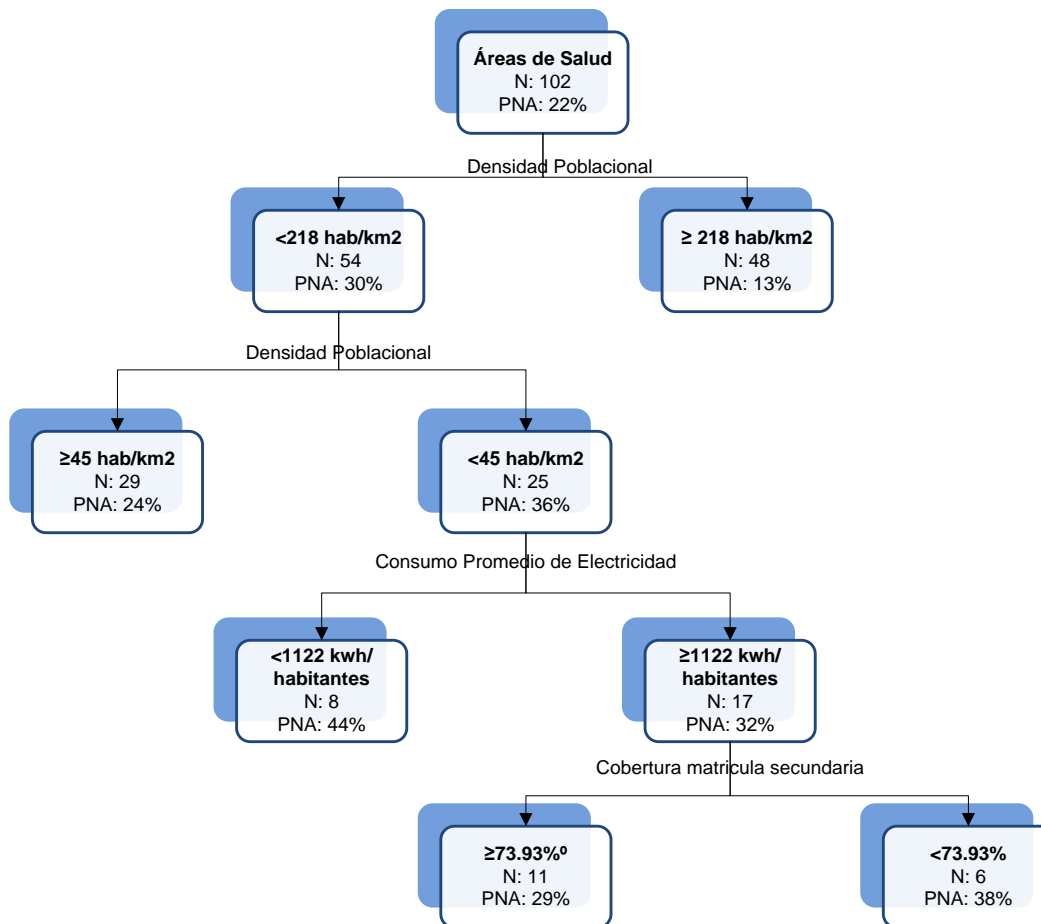 Áreas de Salud
N: 102
PNA: 22%
Densidad Poblacional
<218 hab/km2
N: 54
PNA: 30%
≥ 218 hab/km2
N: 48
PNA: 13%
Densidad Poblacional
≥45 hab/km2
N: 29
PNA: 24%
<45 hab/km2
N: 25
PNA: 36%
Consumo Promedio de Electricidad
<1122 kwh/
habitantes
N: 8
PNA: 44%
≥1122 kwh/
habitantes
N: 17
PNA: 32%
Cobertura matricula secundaria
≥73.93%º
N: 11
PNA: 29%
<73.93%
N: 6
PNA: 38%